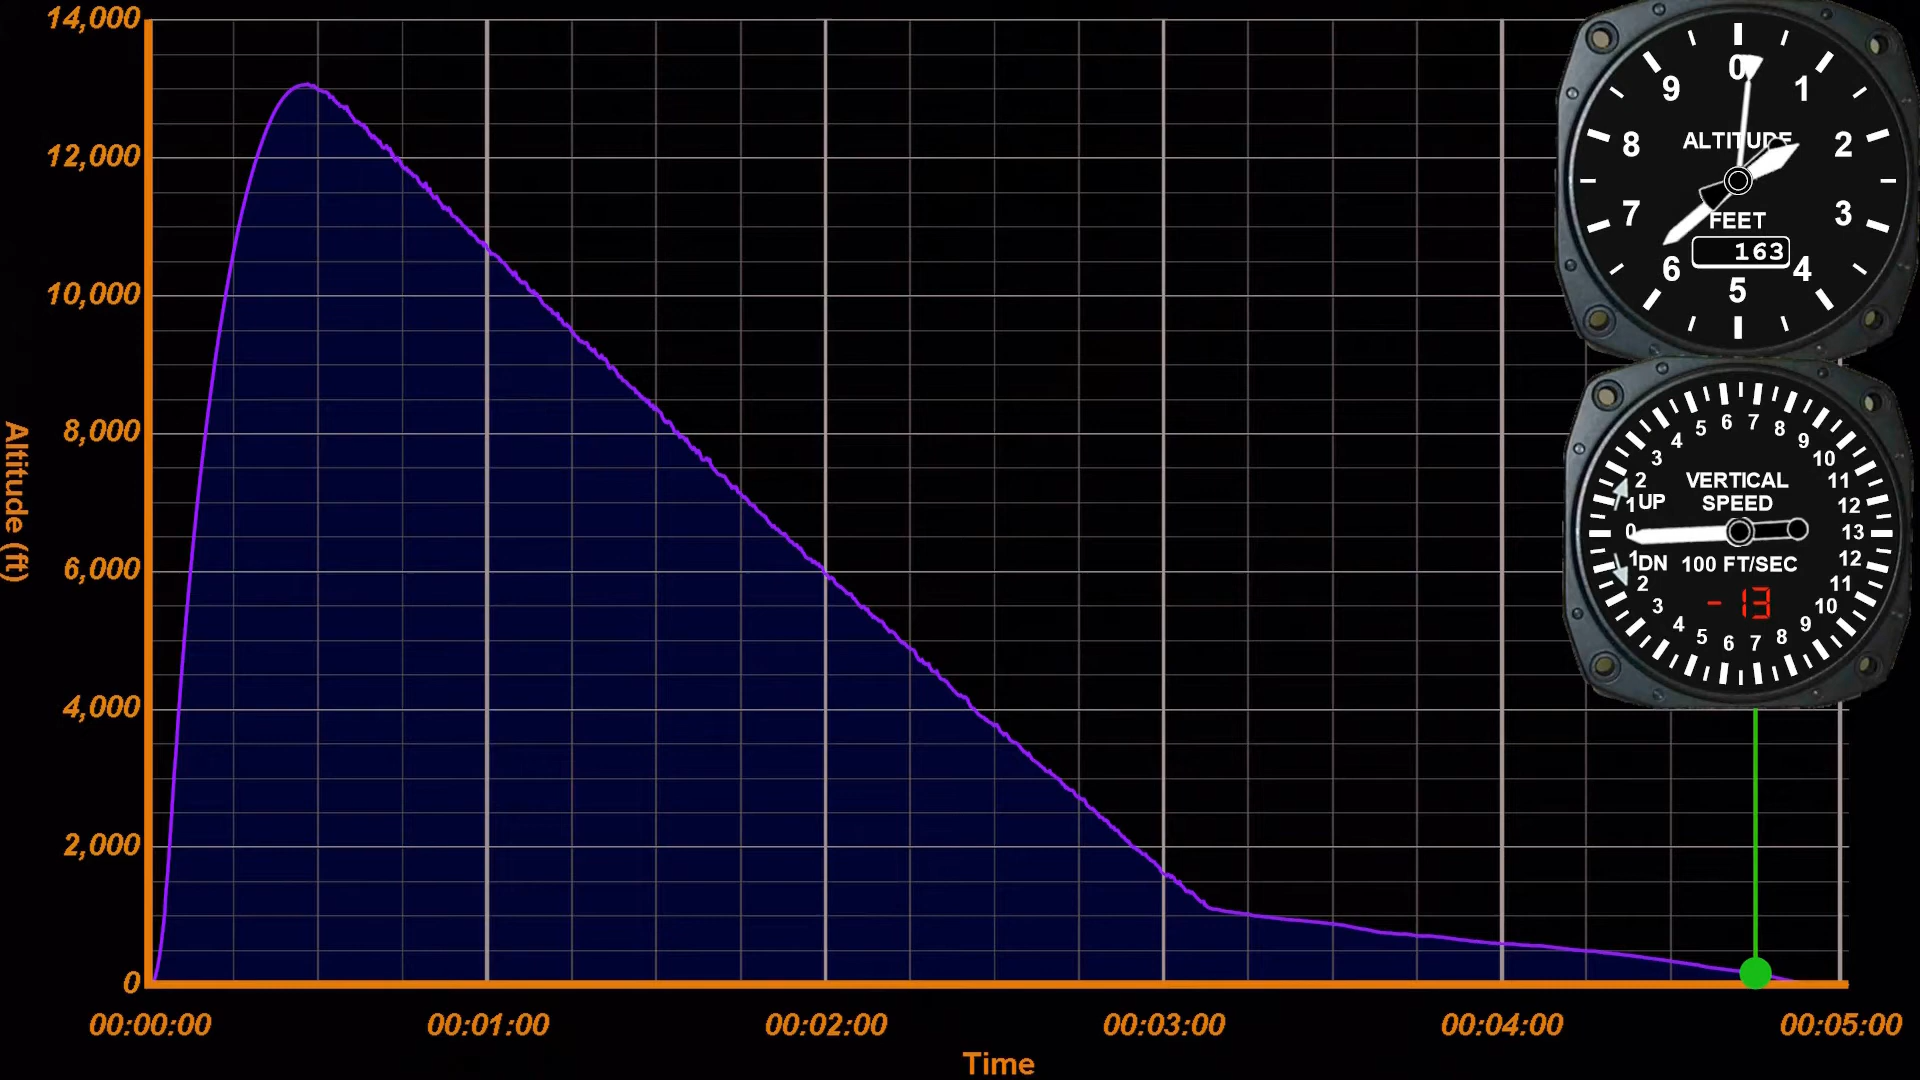 14,000
12,000
10,000
8,000
6,000
4,000
2,000
0
Altitude (ft)
00:00:00 00:01:00 00:02:00 00:03:00 00:04:00 00:05:00
Time
0
9 1
8 ALTITUDE 2
7 FEET 3
163
6 4
5
6 7
5 8
4 9
3 10
2 11
VERTICAL
1 UP SPEED 12
0 13
1 DN 100 FT/SEC 12
2 11
-13
3 10
4 9
5 6 7 8